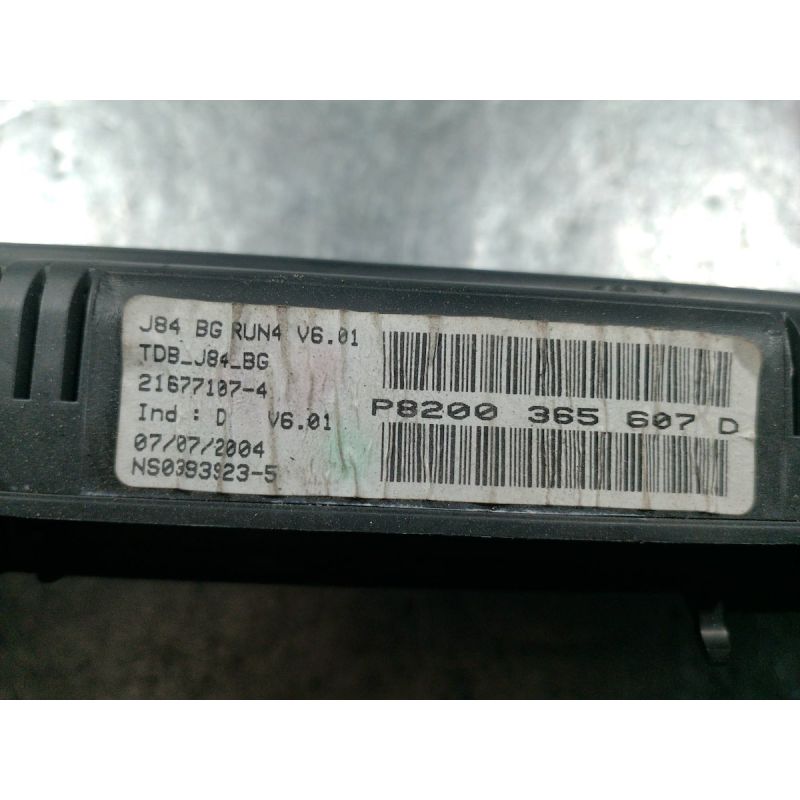 J84 BG RUN4 V6.01
TDB_J84_BG
21677107-4
Ind : D V6.01
07/07/2004
NS0393923-5
P8200 365 607 D